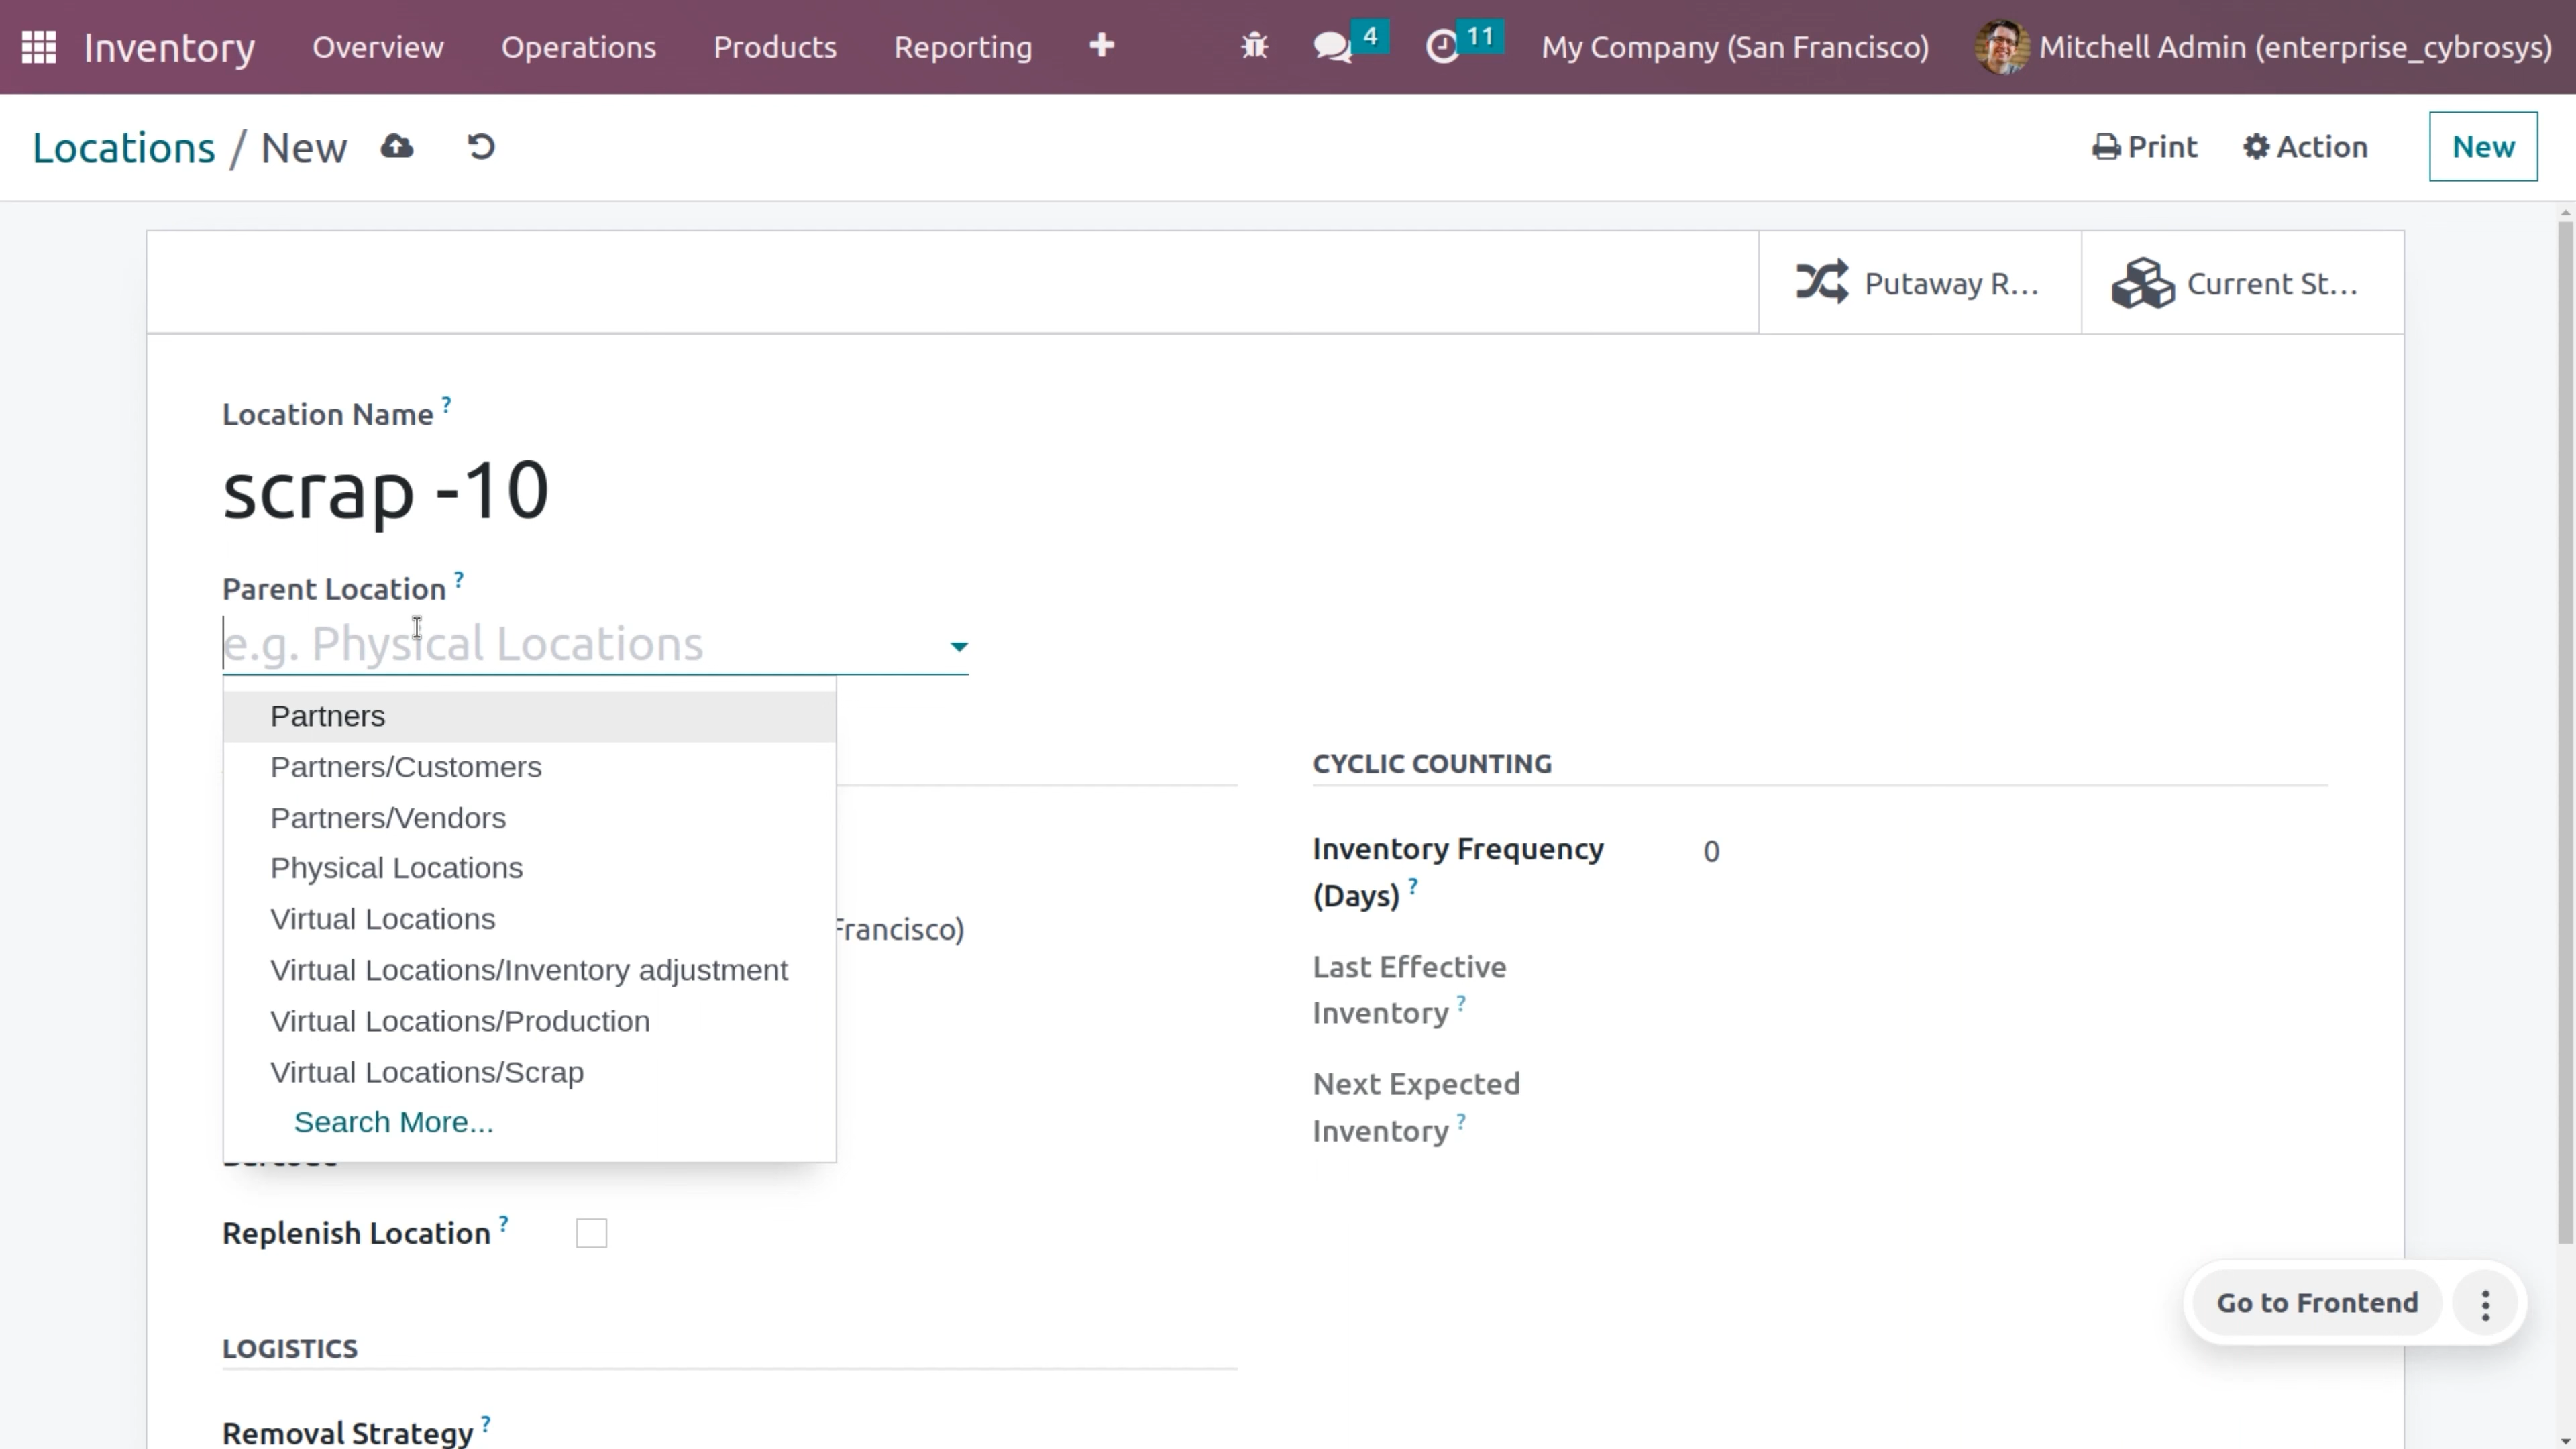 Inventory Overview Operations Products Reporting 4 11 My Company (San Francisco) Mitchell Admin (enterprise_cybrosys)
Locations / New Print Action New
Putaway R... Current St...
Location Name ?
scrap -10
Parent Location ?
e.g. Physical Locations
Partners
Partners/Customers
Partners/Vendors
Physical Locations
Virtual Locations
Virtual Locations/Inventory adjustment
Virtual Locations/Production
Virtual Locations/Scrap
Search More...
Francisco)
CYCLIC COUNTING
Inventory Frequency
(Days) ? 0
Last Effective
Inventory ?
Next Expected
Inventory ?
Replenish Location ?
Go to Frontend
LOGISTICS
Removal Strategy ?